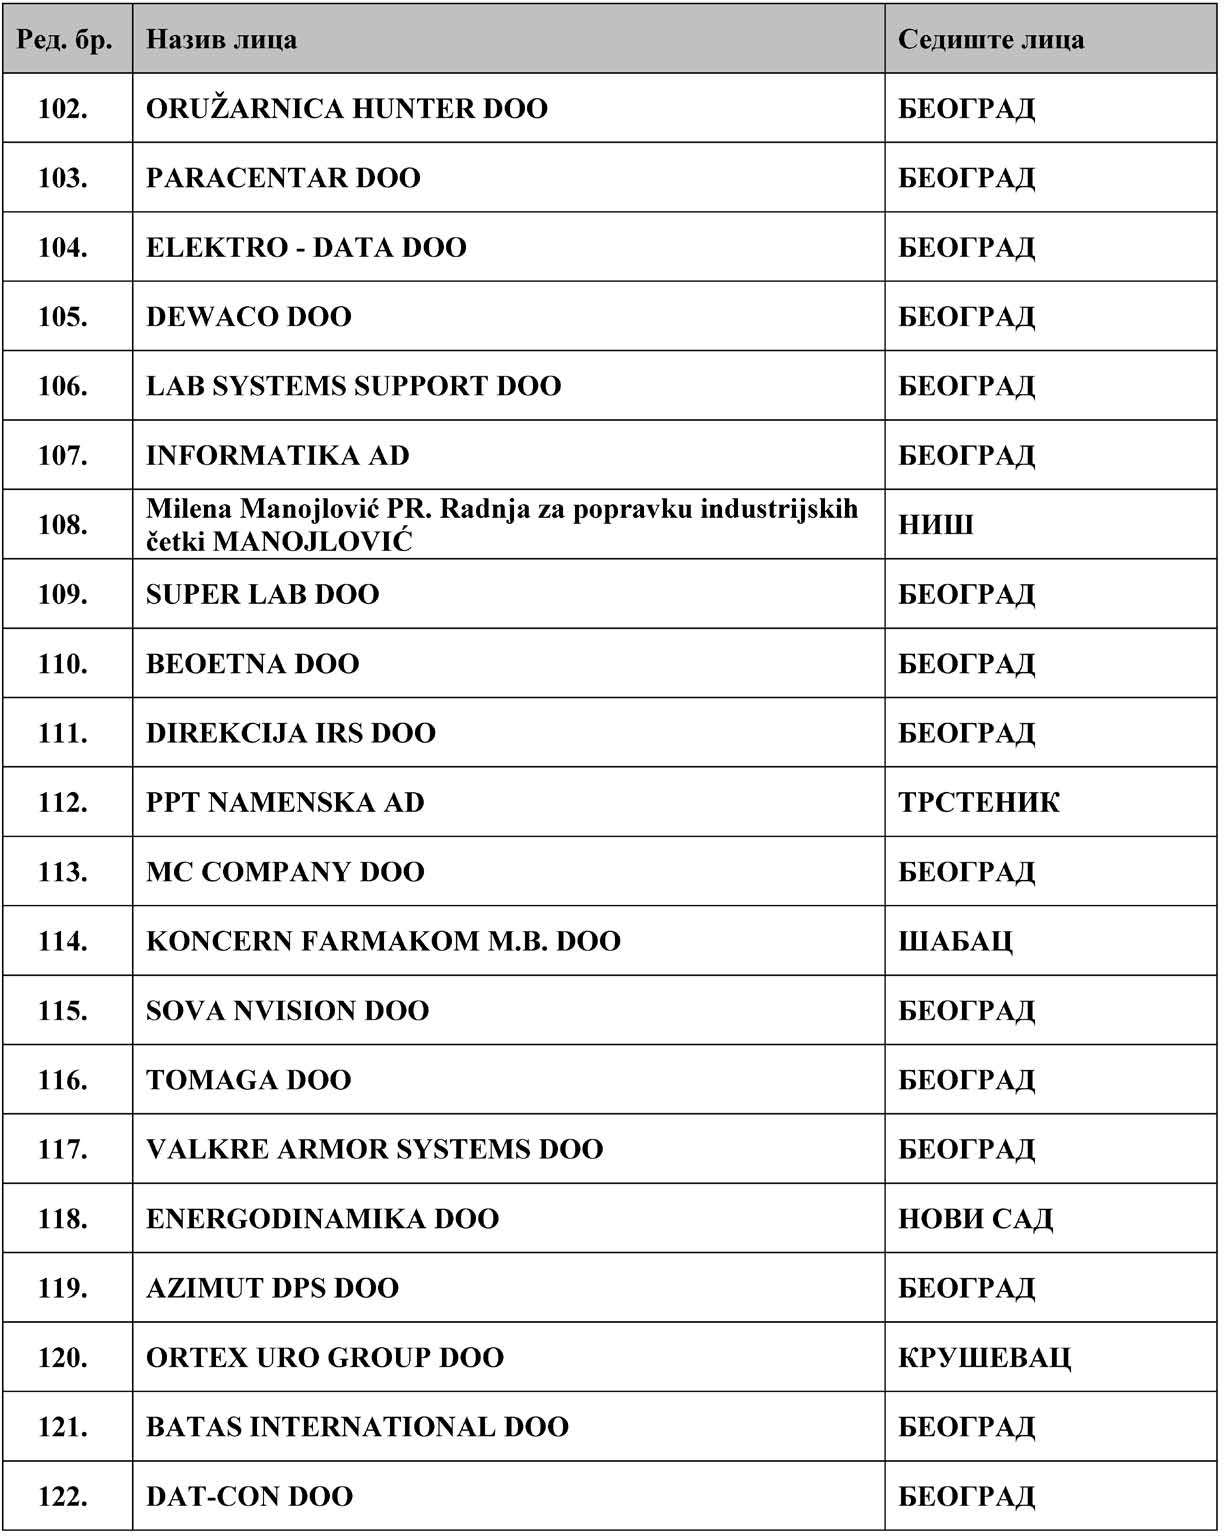 Ред. бр. Назив лица Седиште лица
102. ORUŽARNICA HUNTER DOO БЕОГРАД
103. PARACENTAR DOO БЕОГРАД
104. ELEKTRO - DATA DOO БЕОГРАД
105. DEWACO DOO БЕОГРАД
106. LAB SYSTEMS SUPPORT DOO БЕОГРАД
107. INFORMATIKA AD БЕОГРАД
108. Milena Manojlović PR. Radnja za popravku industrijskih
četki MANOJLOVIĆ НИШ
109. SUPER LAB DOO БЕОГРАД
110. BEOETNA DOO БЕОГРАД
111. DIREKCIJA IRS DOO БЕОГРАД
112. PPT NAMENSKA AD ТРСТЕНИК
113. MC COMPANY DOO БЕОГРАД
114. KONCERN FARMAKOM M.B. DOO ШАБАЦ
115. SOVA NVISION DOO БЕОГРАД
116. TOMAGA DOO БЕОГРАД
117. VALKRE ARMOR SYSTEMS DOO БЕОГРАД
118. ENERGODINAMIKA DOO НОВИ САД
119. AZIMUT DPS DOO БЕОГРАД
120. ORTEX URO GROUP DOO КРУШЕВАЦ
121. BATAS INTERNATIONAL DOO БЕОГРАД
122. DAT-CON DOO БЕОГРАД